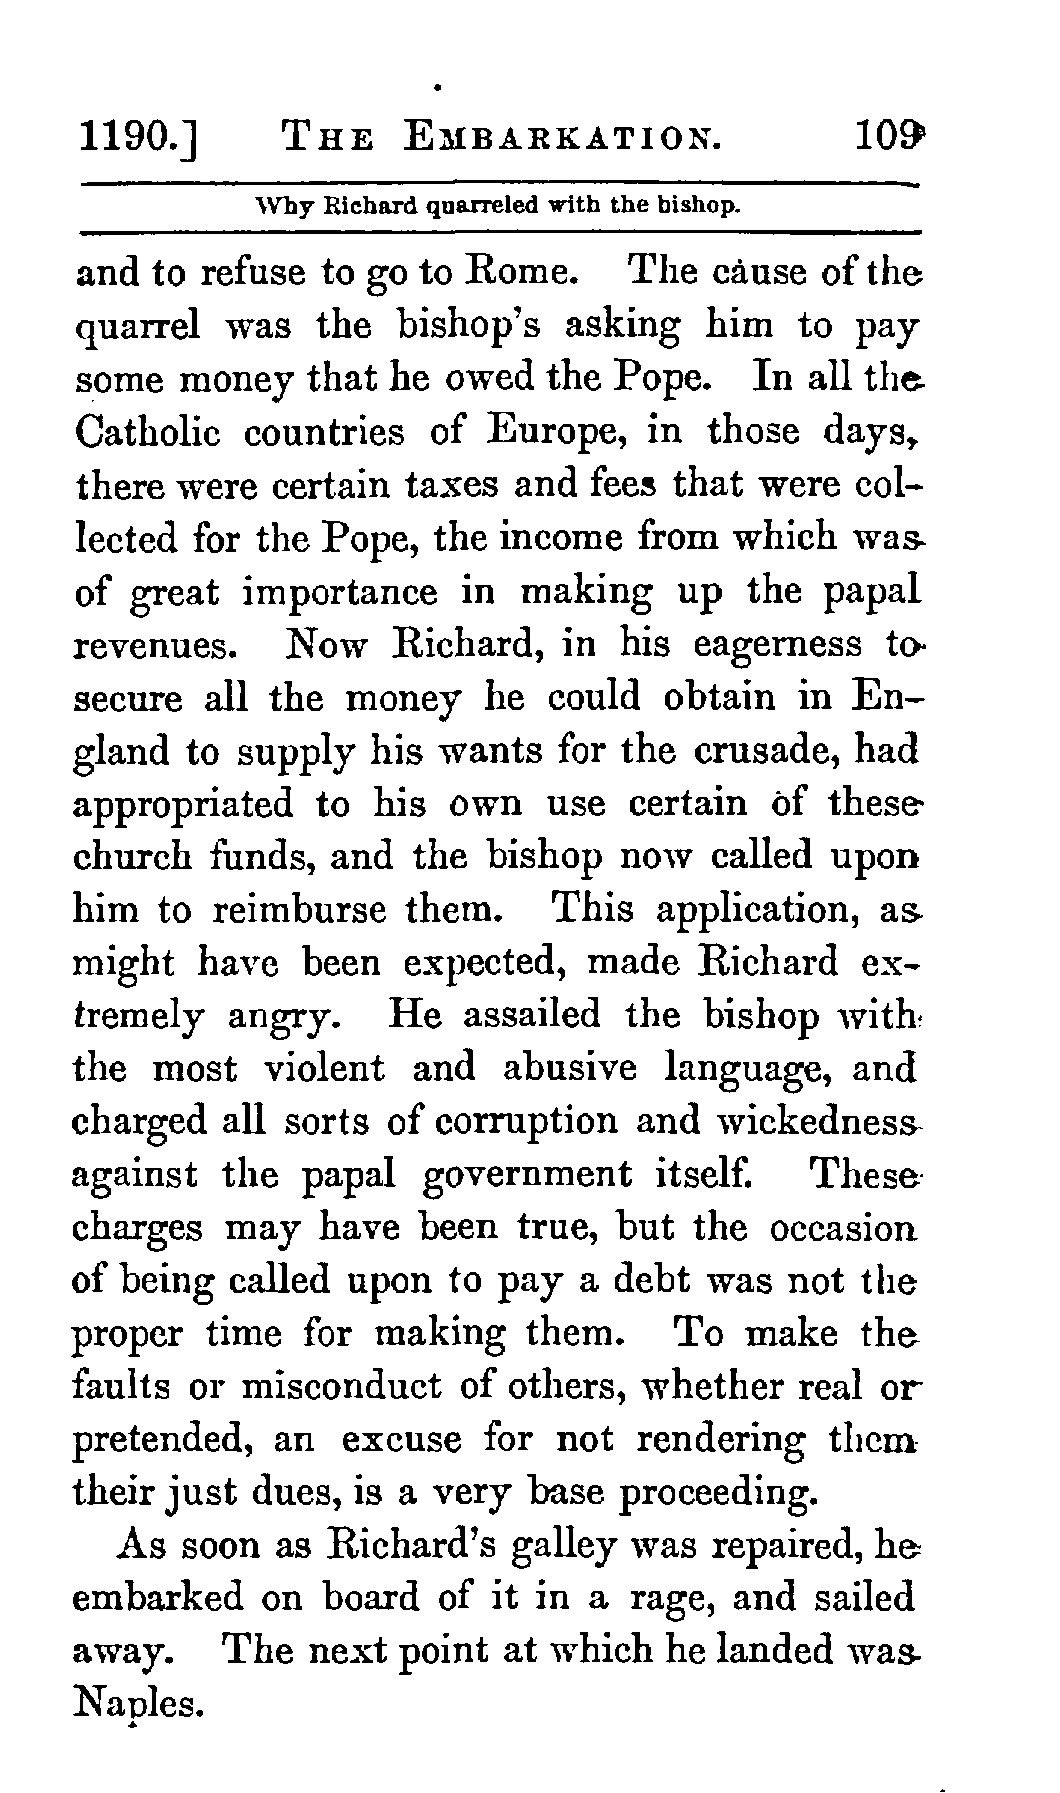 1190.] THE EMBARKATION. 109
Why Richard quarreled with the bishop.
and to refuse to go to Rome. The cause of the
quarrel was the bishop's asking him to pay
some money that he owed the Pope. In all the
Catholic countries of Europe, in those days,
there were certain taxes and fees that were col-
lected for the Pope, the income from which was
of great importance in making up the papal
revenues. Now Richard, in his eagerness to
secure all the money he could obtain in En-
gland to supply his wants for the crusade, had
appropriated to his own use certain of these
church funds, and the bishop now called upon
him to reimburse them. This application, as
might have been expected, made Richard ex-
tremely angry. He assailed the bishop with
the most violent and abusive language, and
charged all sorts of corruption and wickedness
against the papal government itself. These
charges may have been true, but the occasion
of being called upon to pay a debt was not the
proper time for making them. To make the
faults or misconduct of others, whether real or
pretended, an excuse for not rendering them
their just dues, is a very base proceeding.
As soon as Richard's galley was repaired, he
embarked on board of it in a rage, and sailed
away. The next point at which he landed was
Naples.